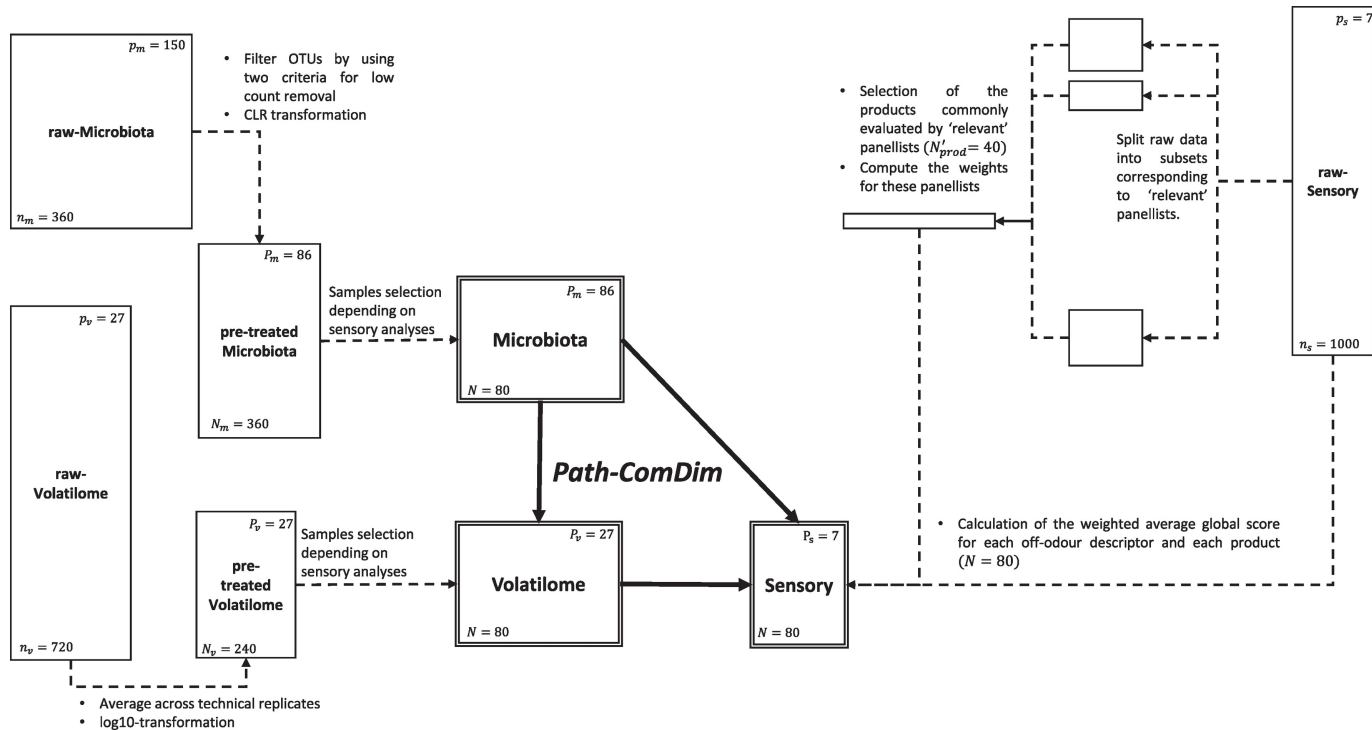 p_m = 150
raw-Microbiota
n_m = 360
• Filter OTUs by using
two criteria for low
count removal
• CLR transformation
P_m = 86
pre-treated
Microbiota
N_m = 360
Samples selection
depending on
sensory analyses
P_m = 86
Microbiota
N = 80
p_v = 27
raw-
Volatilome
n_v = 720
• Average across technical replicates
• log10-transformation
P_v = 27
pre-
treated
Volatilome
N_v = 240
Samples selection
depending on
sensory analyses
Path-ComDim
P_v = 27
Volatilome
N = 80
P_s = 7
Sensory
N = 80
• Selection of the
products commonly
evaluated by ‘relevant’
panellists (N'_prod = 40)
• Compute the weights
for these panellists
Split raw data
into subsets
corresponding
to ‘relevant’
panellists.
p_s = 7
raw-
Sensory
n_s = 1000
• Calculation of the weighted average global score
for each off-odour descriptor and each product
(N = 80)